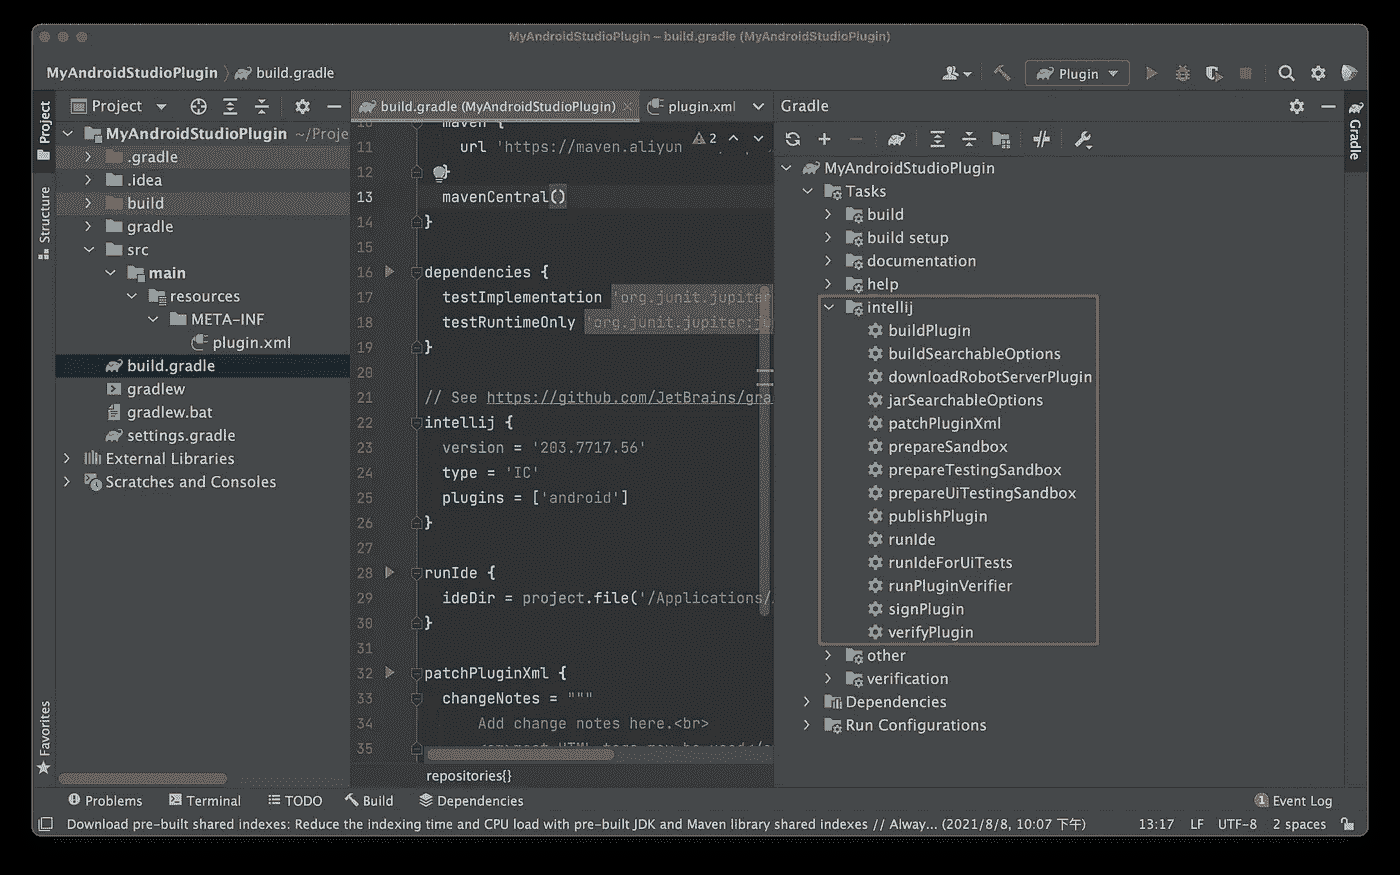 MyAndroidStudioPlugin – build.gradle (MyAndroidStudioPlugin)
MyAndroidStudioPlugin
build.gradle
Plugin
Project
Structure
Favorites
Project
MyAndroidStudioPlugin ~/Proje
.gradle
.idea
build
gradle
src
main
resources
META-INF
plugin.xml
build.gradle
gradlew
gradlew.bat
settings.gradle
External Libraries
Scratches and Consoles
build.gradle (MyAndroidStudioPlugin)
plugin.xml
2
10 maven {
11 url 'https://maven.aliyun
12 }
13 mavenCentral()
14 }
15
16 dependencies {
17 testImplementation 'org.junit.jupiter
18 testRuntimeOnly 'org.junit.jupiter:ju
19 }
20
21 // See https://github.com/JetBrains/gra
22 intellij {
23 version = '203.7717.56'
24 type = 'IC'
25 plugins = ['android']
26 }
27
28 runIde {
29 ideDir = project.file('/Applications/
30 }
31
32 patchPluginXml {
33 changeNotes = """
34 Add change notes here.<br>
35
repositories{}
Gradle
MyAndroidStudioPlugin
Tasks
build
build setup
documentation
help
intellij
buildPlugin
buildSearchableOptions
downloadRobotServerPlugin
jarSearchableOptions
patchPluginXml
prepareSandbox
prepareTestingSandbox
prepareUiTestingSandbox
publishPlugin
runIde
runIdeForUiTests
runPluginVerifier
signPlugin
verifyPlugin
other
verification
Dependencies
Run Configurations
Gradle
Problems
Terminal
TODO
Build
Dependencies
1 Event Log
Download pre-built shared indexes: Reduce the indexing time and CPU load with pre-built JDK and Maven library shared indexes // Alway... (2021/8/8, 10:07 下午)
13:17 LF UTF-8 2 spaces